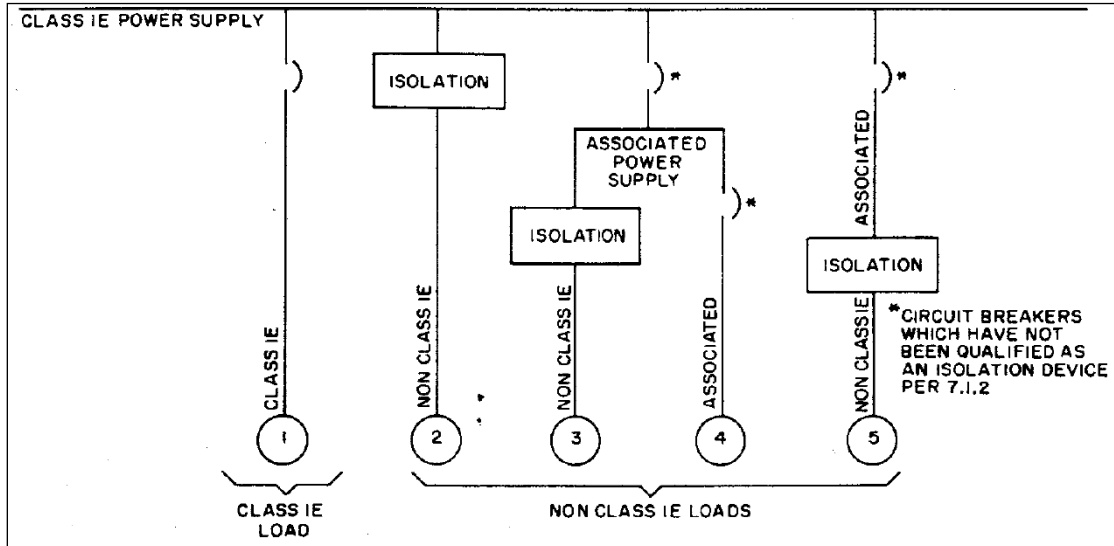 CLASS IE POWER SUPPLY
ISOLATION
*
*
ASSOCIATED
POWER
SUPPLY
*
ASSOCIATED
ISOLATION
ISOLATION
CLASS IE
NON CLASS IE
NON CLASS IE
ASSOCIATED
NON CLASS IE
*CIRCUIT BREAKERS
WHICH HAVE NOT
BEEN QUALIFIED AS
AN ISOLATION DEVICE
PER 7.1.2
1
2
3
4
5
CLASS IE
LOAD
NON CLASS IE LOADS